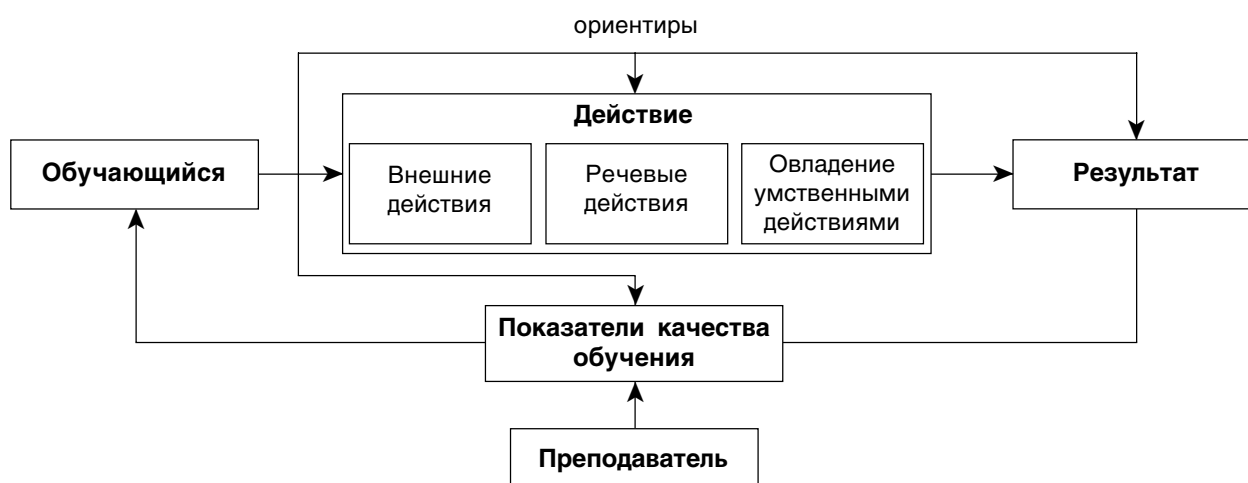 ориентиры
Действие
Обучающийся
Внешние
действия
Речевые
действия
Овладение
умственными
действиями
Результат
Показатели качества
обучения
Преподаватель